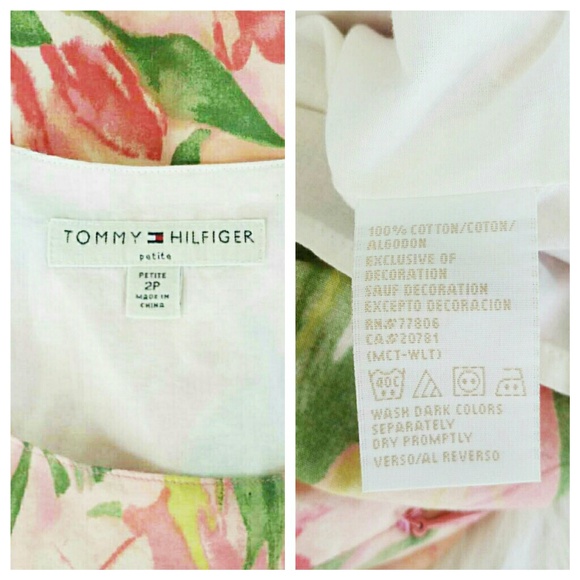 TOMMY HILFIGER
petite
PETITE
2P
MADE IN
CHINA
100% COTTON/COTON/
ALGODON
EXCLUSIVE OF
DECORATION
SAUF DECORATION
EXCEPTO DECORACION
RN#77806
CA#20781
(MCT-WLT)
40C
WASH DARK COLORS
SEPARATELY
DRY PROMPTLY
VERSO/AL REVERSO